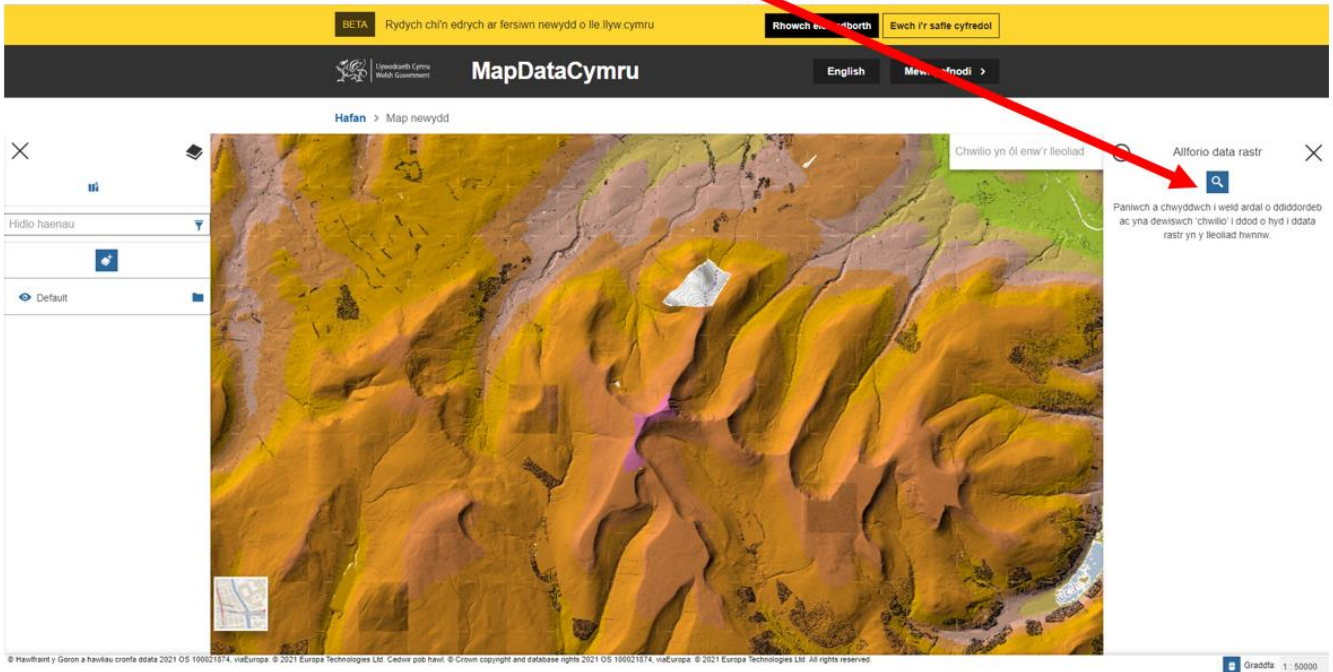 BETA Rydych chi'n edrych ar fersiwn newydd o lle.llyw.cymru
Rhowch Ewch i'r safle cyfredol
Llywodraeth Cymru
Welsh Government
MapDataCymru
English
Hafan > Map newydd
Chwilio yn ôl enw'r lleoliad
Allforio data rastr
Paniwch a chwyddwch i weld ardal o ddiddordeb
ac yna dewiswch 'chwilio' i ddod o hyd i ddata
rastr yn y lleoliad hwnnw.
Hidlo haenau
Default
© Hawlfraint y Goron a hawliau cronfa ddata 2021 OS 100021874, viaEuropa: © 2021 Europa Technologies Ltd. Cedwir pob hawl. © Crown copyright and database rights 2021 OS 100021874, viaEuropa: © 2021 Europa Technologies Ltd. All rights reserved.
Graddfa: 1 : 50000